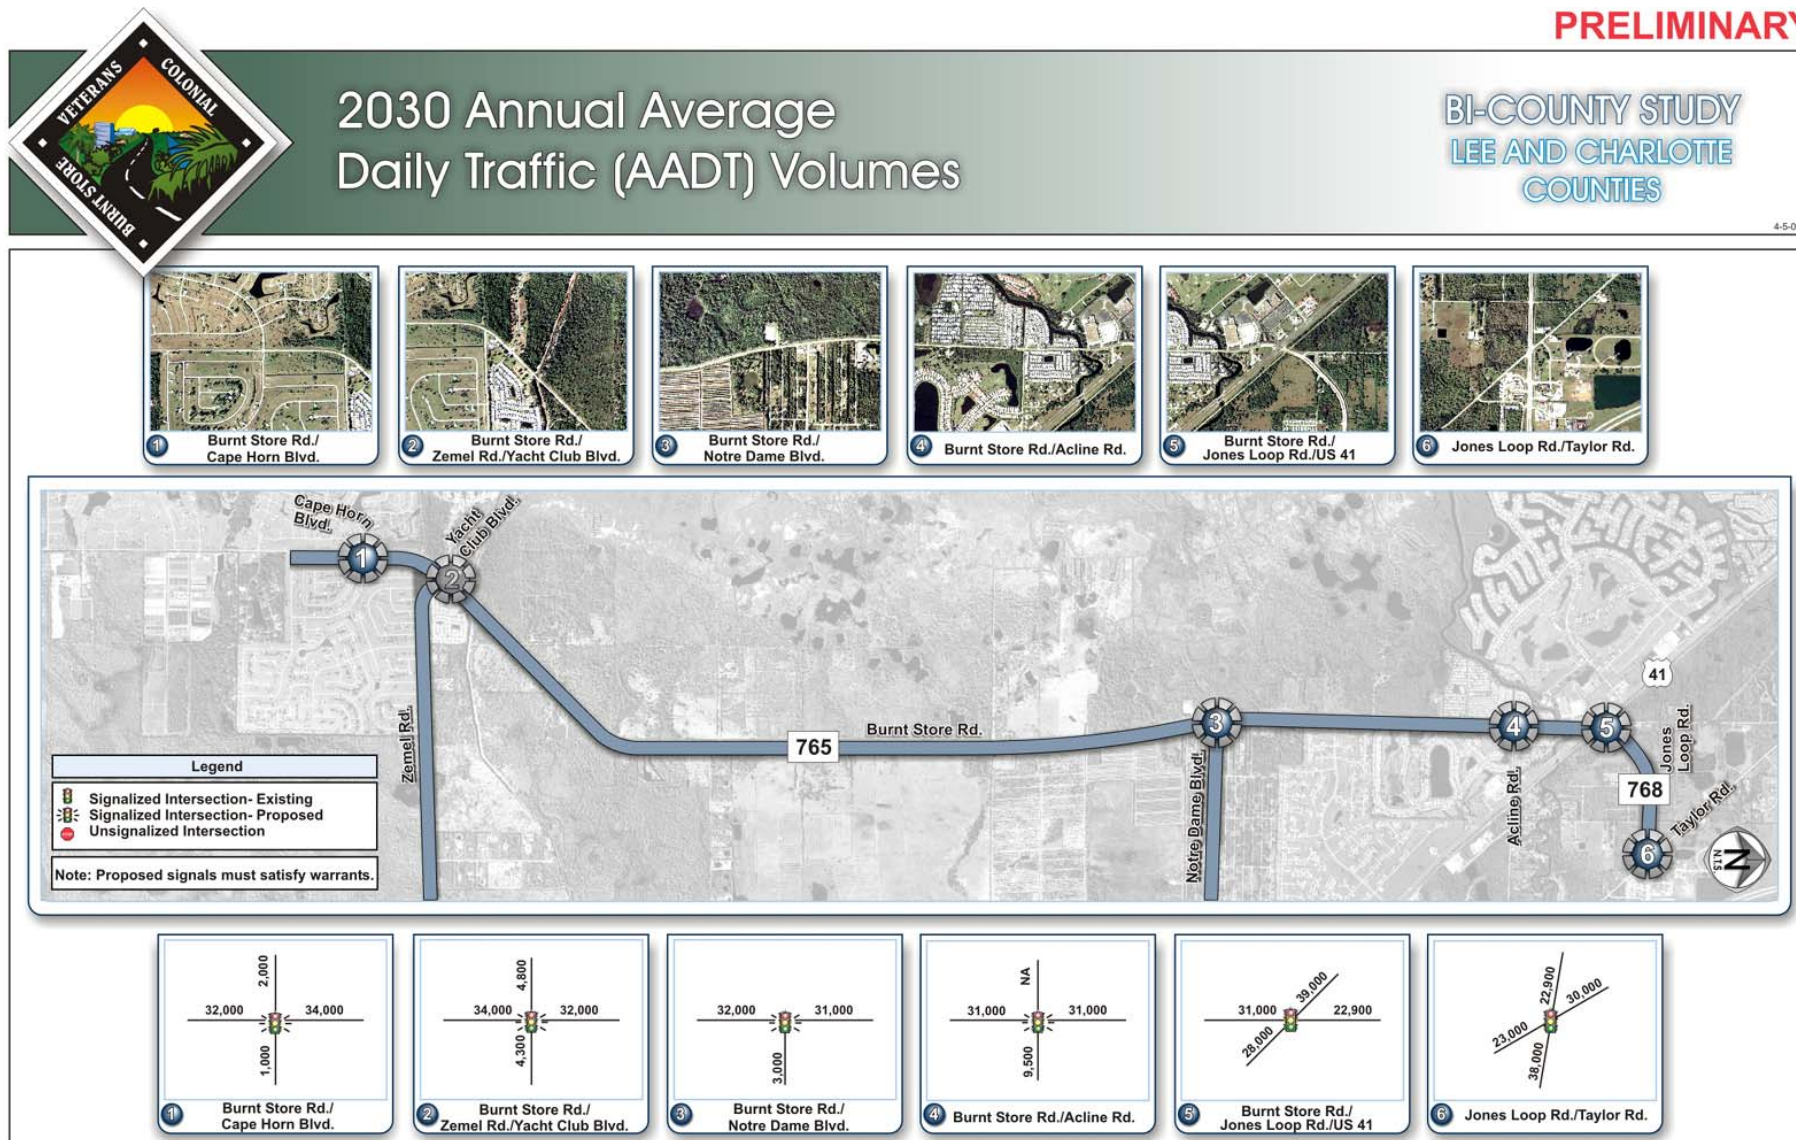 PRELIMINARY
VETERANS
COLONIAL
BURNT STORE
2030 Annual Average
Daily Traffic (AADT) Volumes
BI-COUNTY STUDY
LEE AND CHARLOTTE
COUNTIES
4-5-0
1
Burnt Store Rd./
Cape Horn Blvd.
2
Burnt Store Rd./
Zemel Rd./Yacht Club Blvd.
3
Burnt Store Rd./
Notre Dame Blvd.
4
Burnt Store Rd./Acline Rd.
5
Burnt Store Rd./
Jones Loop Rd./US 41
6
Jones Loop Rd./Taylor Rd.
Cape Horn
Blvd.
Yacht
Club Blvd.
1
2
Zemel Rd.
765
Burnt Store Rd.
3
Notre Dame Blvd.
4
Acline Rd.
5
41
Jones
Loop Rd.
768
Taylor Rd.
6
N
N.T.S
Legend
Signalized Intersection- Existing
Signalized Intersection- Proposed
Unsignalized Intersection
Note: Proposed signals must satisfy warrants.
2,000
32,000
34,000
1,000
1
Burnt Store Rd./
Cape Horn Blvd.
4,800
34,000
32,000
4,300
2
Burnt Store Rd./
Zemel Rd./Yacht Club Blvd.
32,000
31,000
3,000
3
Burnt Store Rd./
Notre Dame Blvd.
NA
31,000
31,000
9,500
4
Burnt Store Rd./Acline Rd.
39,000
31,000
22,900
28,000
5
Burnt Store Rd./
Jones Loop Rd./US 41
22,900
30,000
23,000
38,000
6
Jones Loop Rd./Taylor Rd.